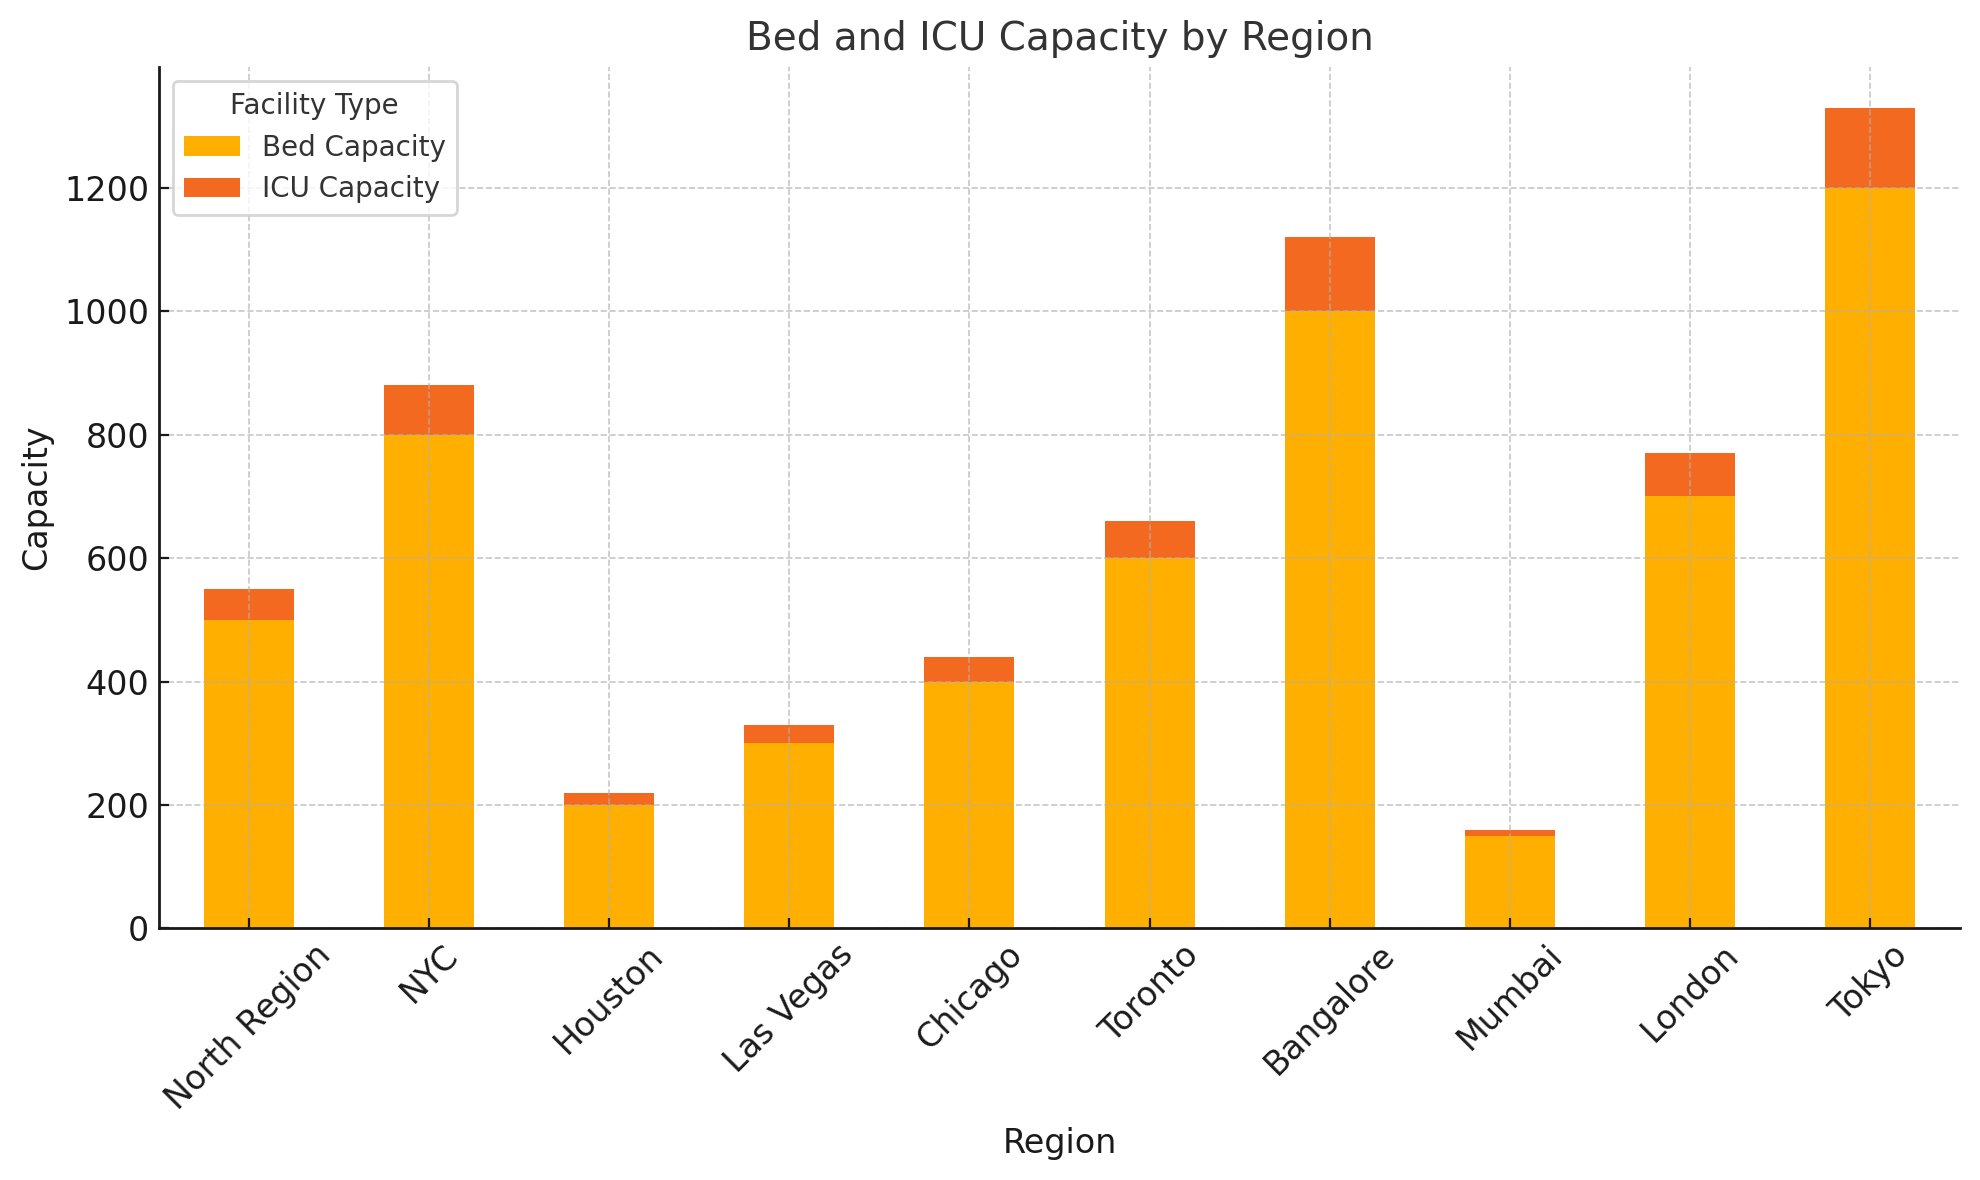 Bed and ICU Capacity by Region
Facility Type
Bed Capacity
ICU Capacity
1200
1000
800
600
400
200
0
Capacity
North Region
NYC
Houston
Las Vegas
Chicago
Toronto
Bangalore
Mumbai
London
Tokyo
Region